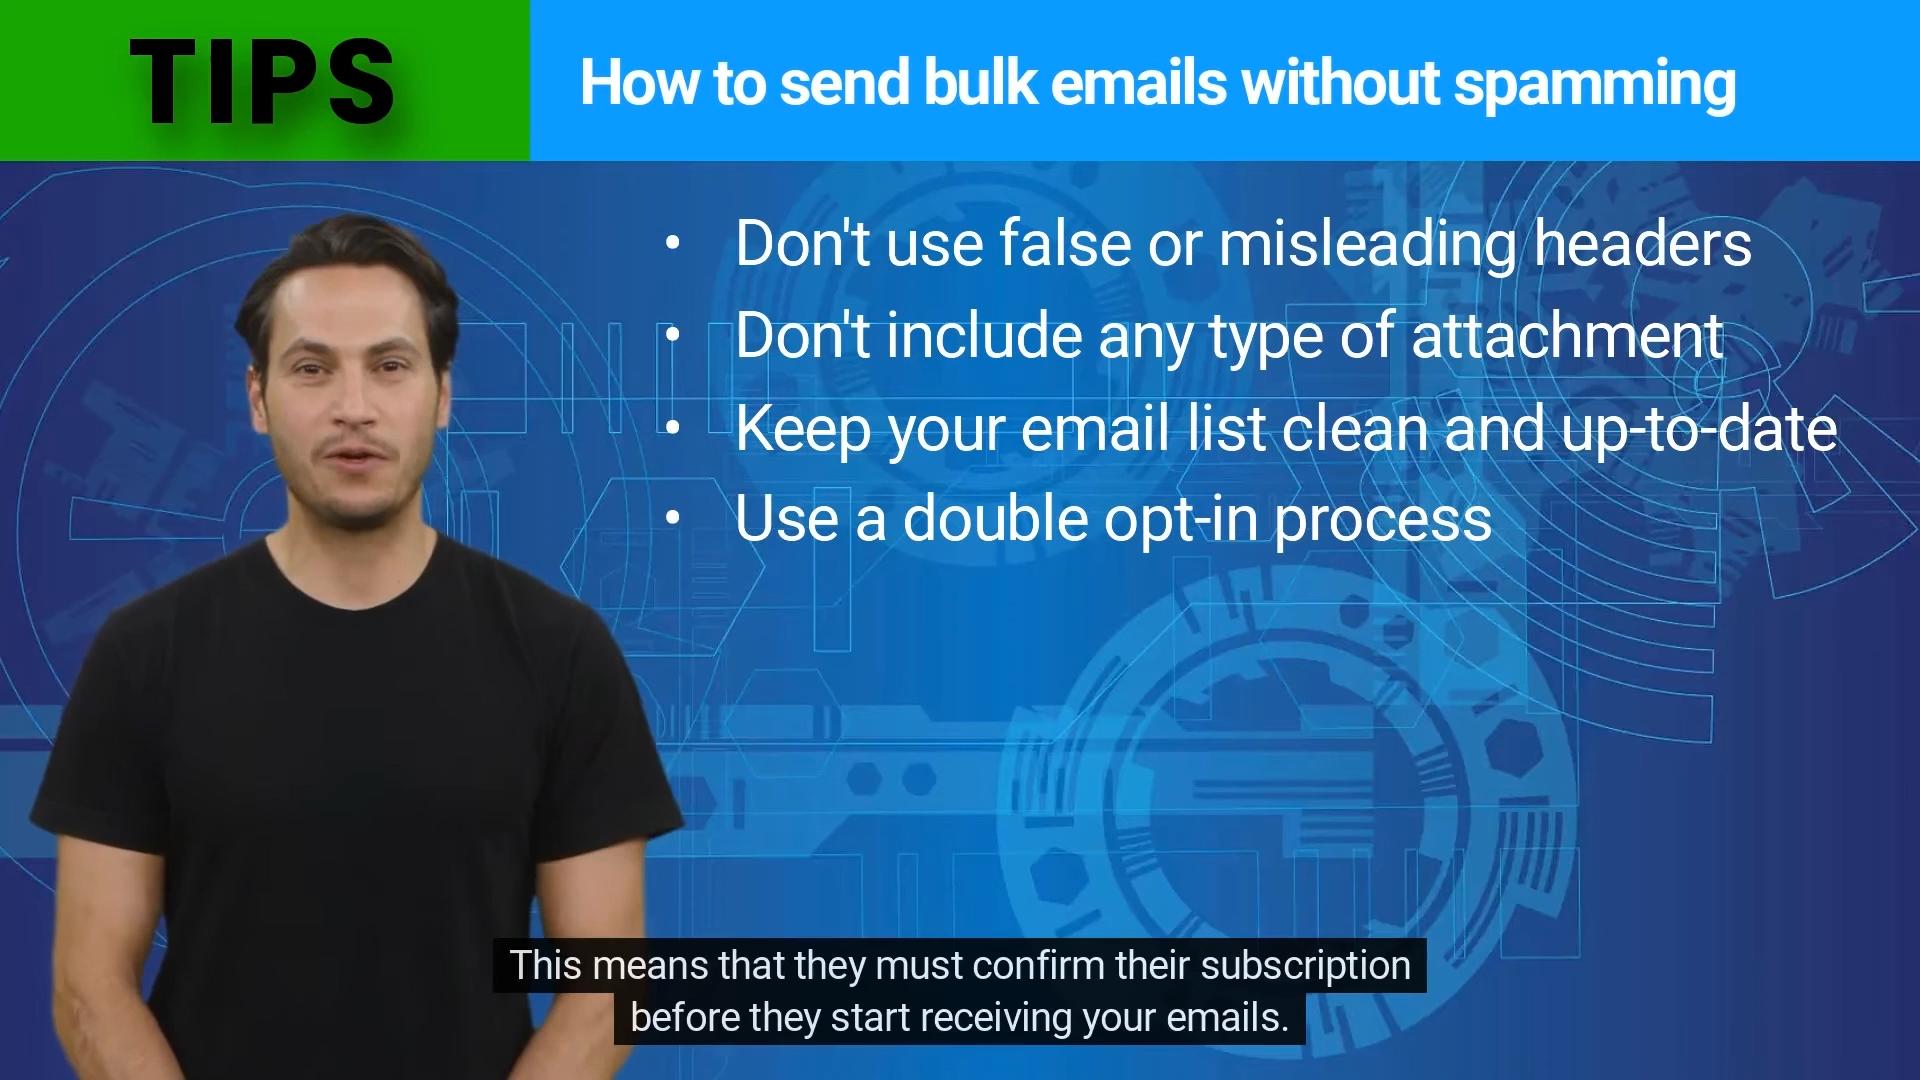 TIPS
How to send bulk emails without spamming
• Don't use false or misleading headers
• Don't include any type of attachment
• Keep your email list clean and up-to-date
• Use a double opt-in process
This means that they must confirm their subscription
before they start receiving your emails.